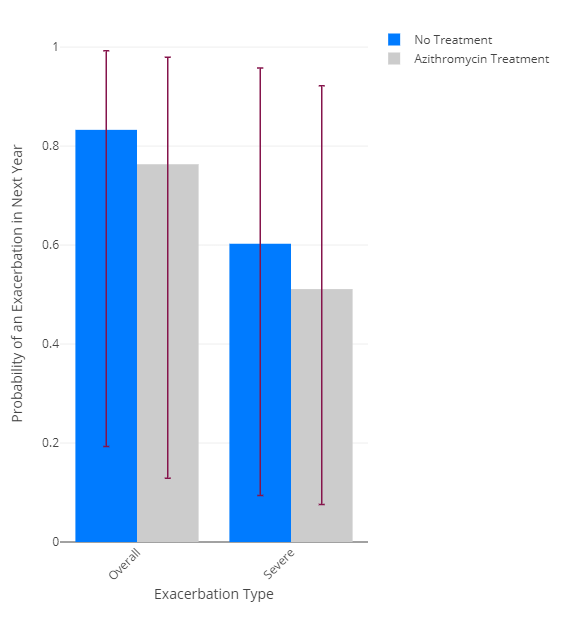 No Treatment
Azithromycin Treatment
Probability of an Exacerbation in Next Year
1
0.8
0.6
0.4
0.2
0
Overall
Severe
Exacerbation Type